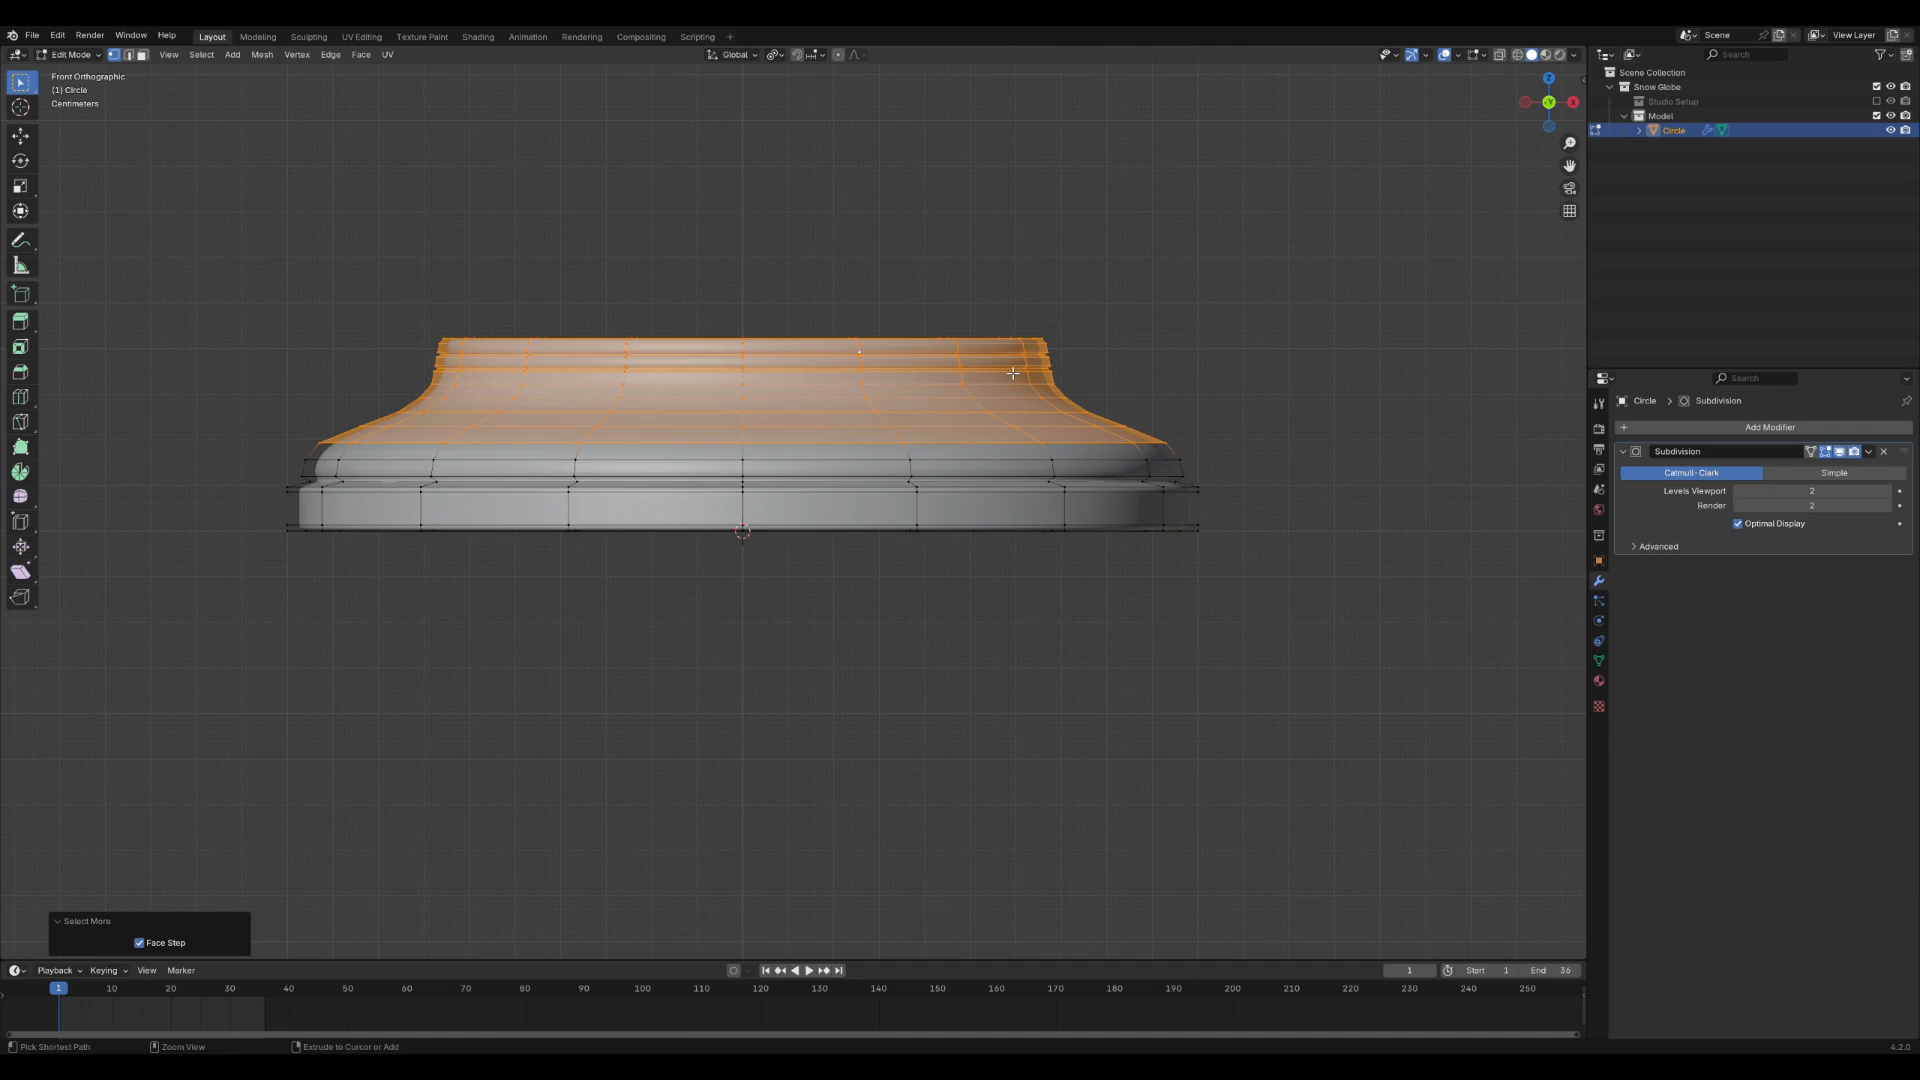 File Edit Render Window Help Layout Modeling Sculpting UV Editing Texture Paint Shading Animation Rendering Compositing Scripting + Scene View Layer
Edit Mode View Select Add Mesh Vertex Edge Face UV Global Search
Front Orthographic
(1) Circle
Centimeters
Z
-Y
X
Scene Collection
Snow Globe
Studio Setup
Model
Circle
Search
Circle > Subdivision
+ Add Modifier
Subdivision
Catmull-Clark Simple
Levels Viewport 2
Render 2
Optimal Display
Advanced
Select More
Face Step
Playback Keying View Marker 1 Start 1 End 36
1 10 20 30 40 50 60 70 80 90 100 110 120 130 140 150 160 170 180 190 200 210 220 230 240 250
Pick Shortest Path Zoom View Extrude to Cursor or Add 4.2.0